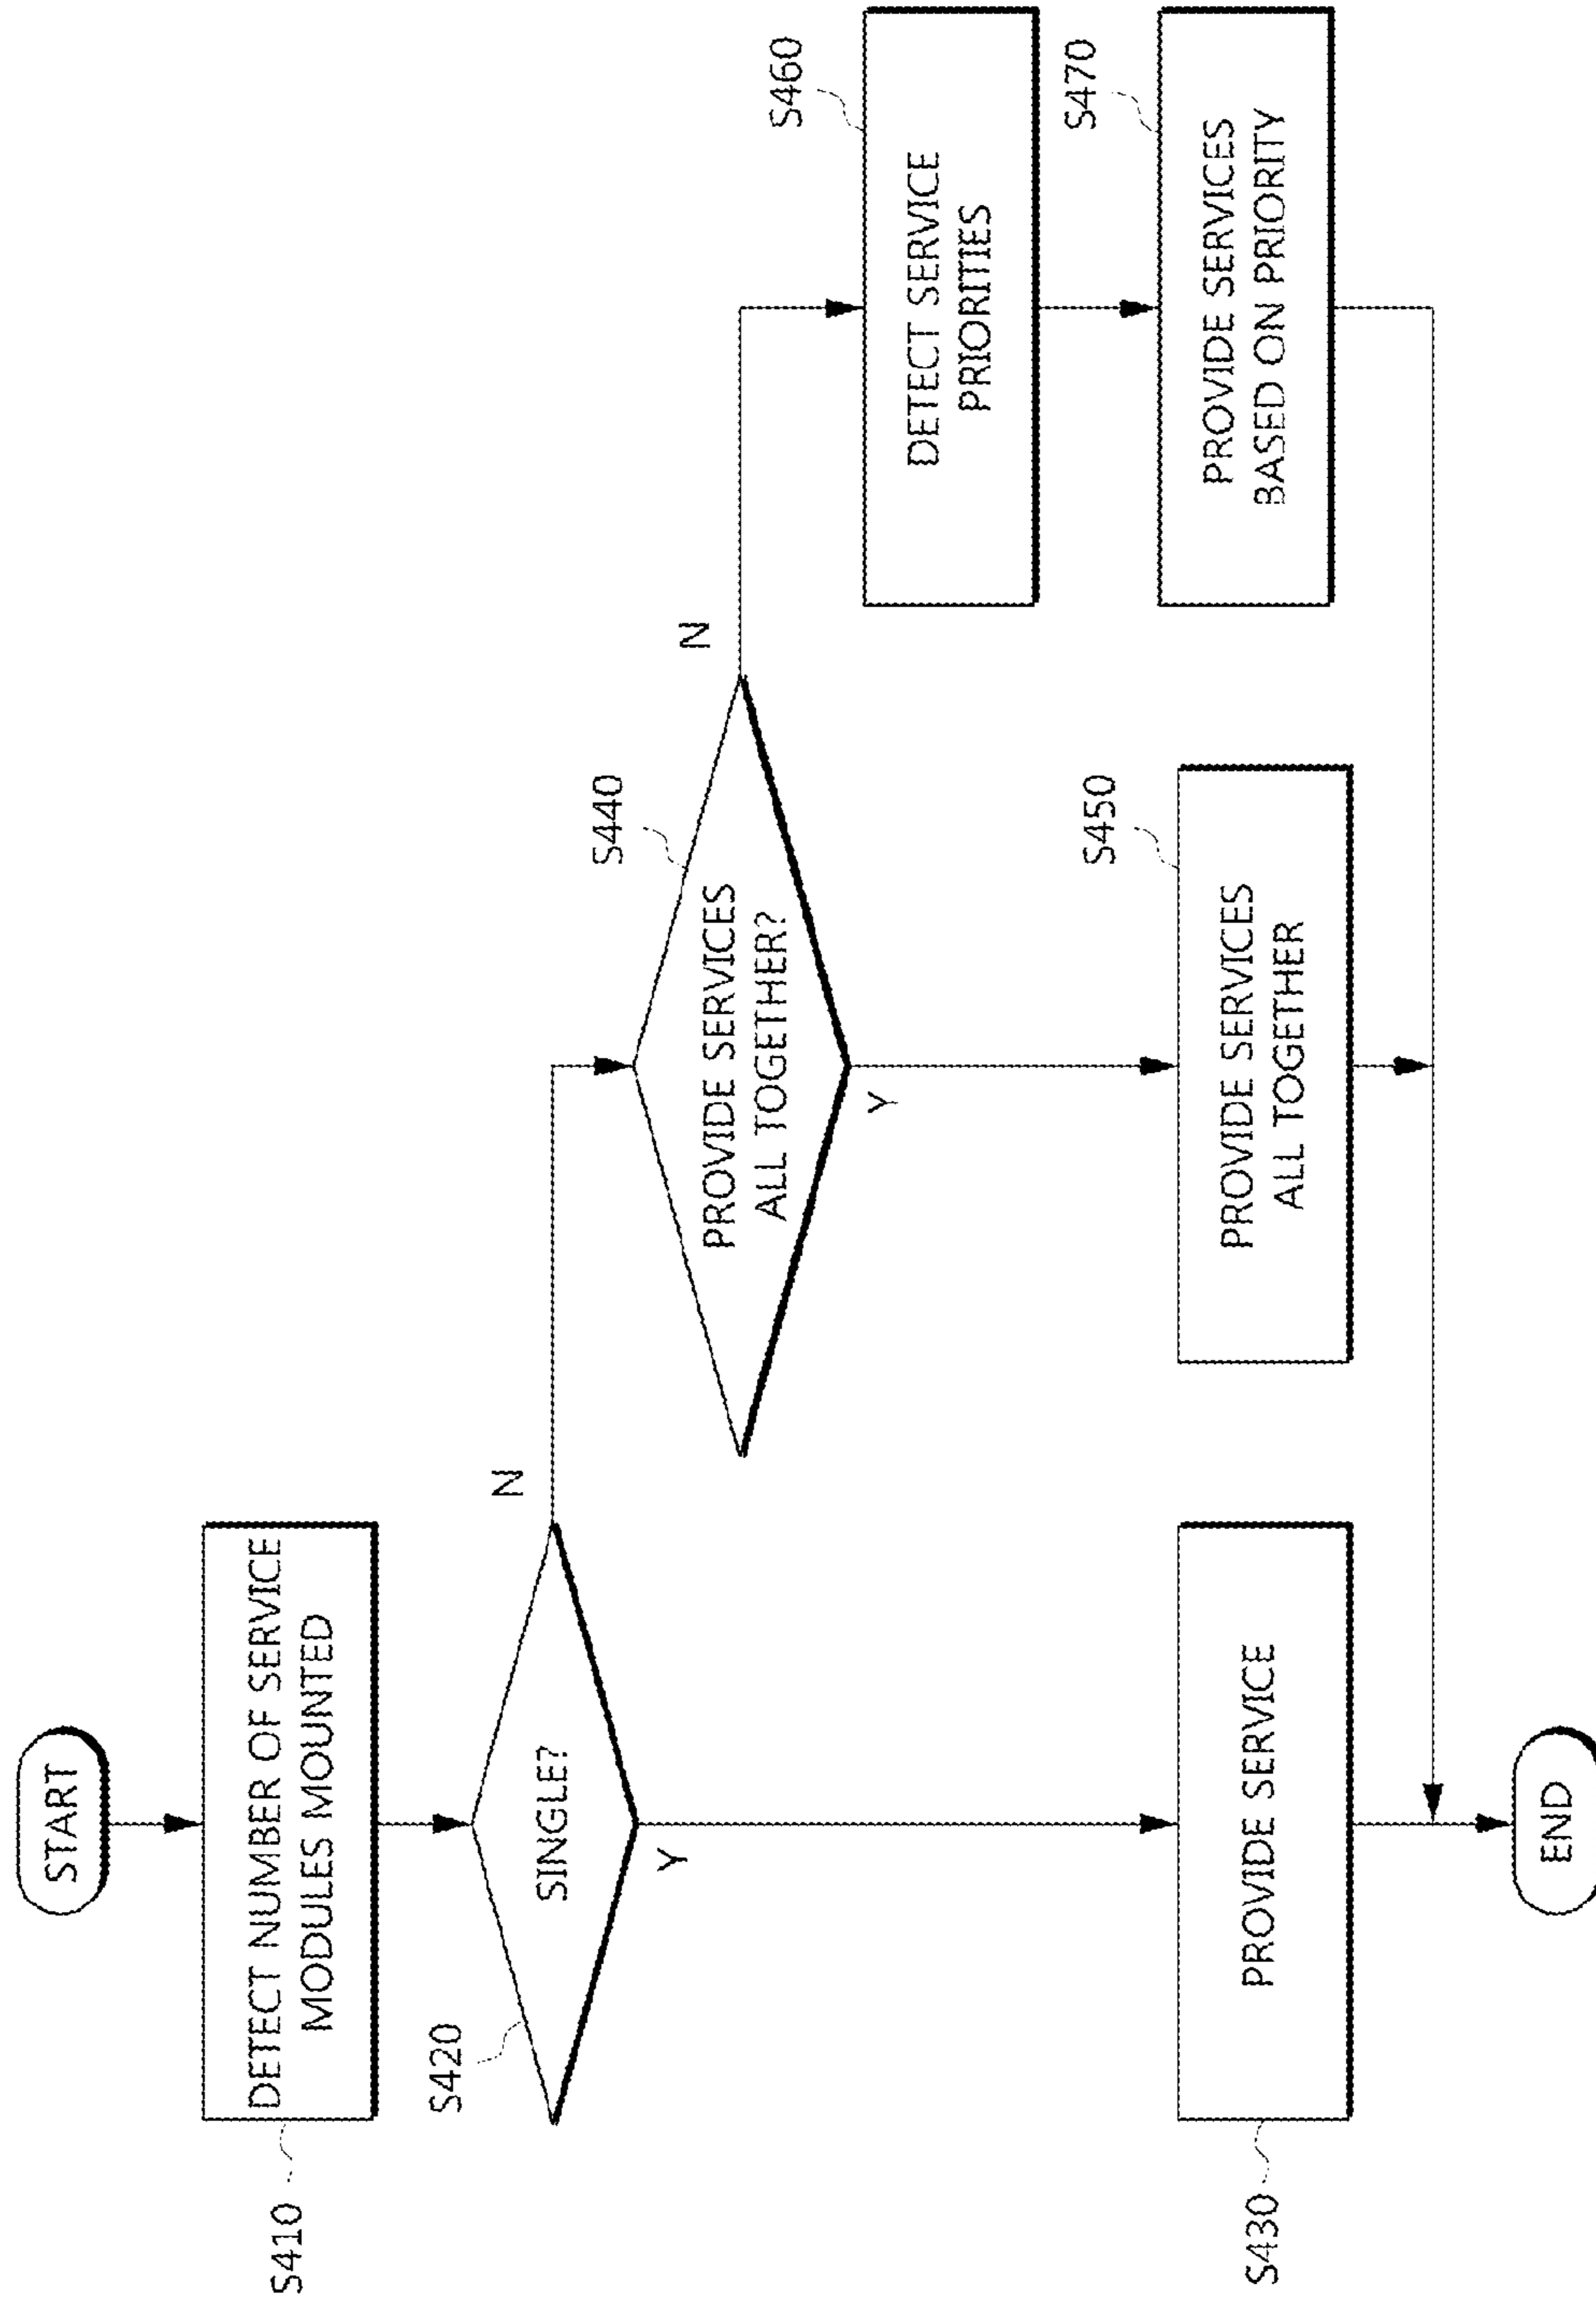 START
S410
DETECT NUMBER OF SERVICE
MODULES MOUNTED
S420
SINGLE?
N
Y
S440
PROVIDE SERVICES
ALL TOGETHER?
N
Y
S460
DETECT SERVICE
PRIORITIES
S430
PROVIDE SERVICE
S450
PROVIDE SERVICES
ALL TOGETHER
S470
PROVIDE SERVICES
BASED ON PRIORITY
END